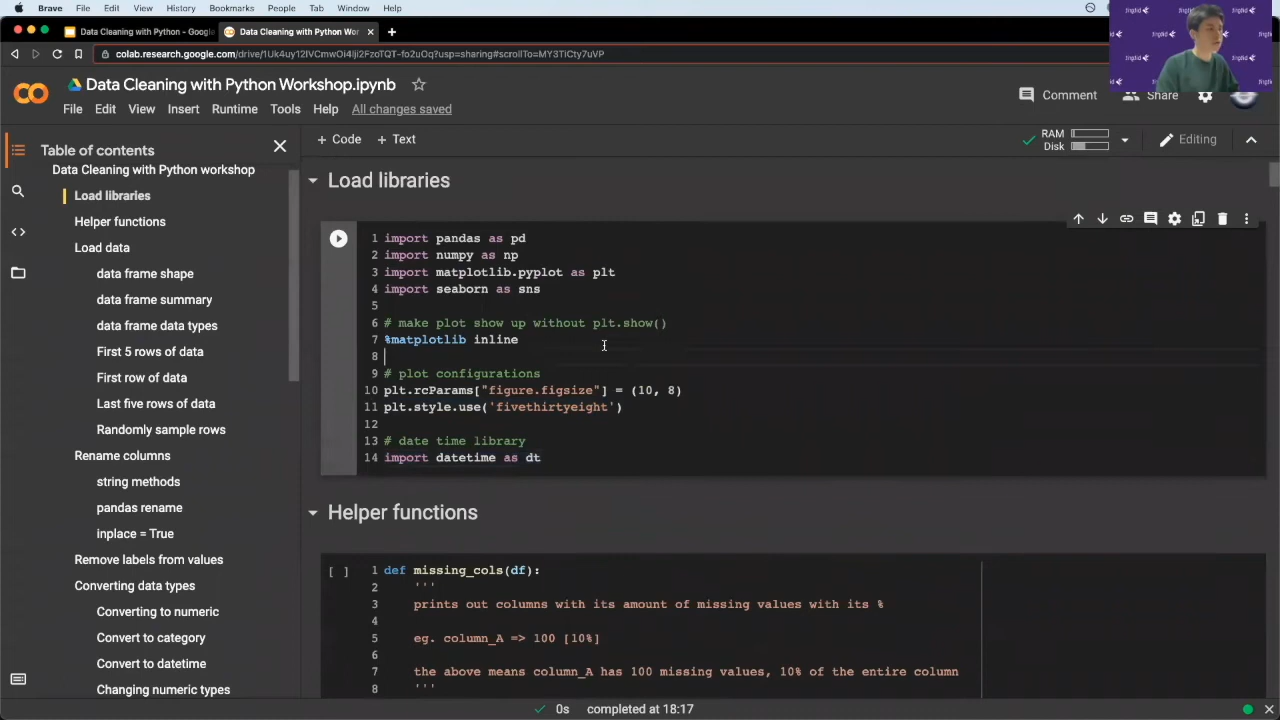 Brave File Edit View History Bookmarks People Tab Window Help
Data Cleaning with Python - Google
Data Cleaning with Python Wor
colab.research.google.com/drive/1Uk4uy12IVCmwOi4Iji2FzoTQT-fo2uOq?usp=sharing#scrollTo=MY3TiCty7uVP
Data Cleaning with Python Workshop.ipynb
Comment
Share
File Edit View Insert Runtime Tools Help All changes saved
+ Code + Text
RAM
Disk
Editing
Table of contents
Data Cleaning with Python workshop
Load libraries
Helper functions
Load data
data frame shape
data frame summary
data frame data types
First 5 rows of data
First row of data
Last five rows of data
Randomly sample rows
Rename columns
string methods
pandas rename
inplace = True
Remove labels from values
Converting data types
Converting to numeric
Convert to category
Convert to datetime
Changing numeric types
Load libraries
1 import pandas as pd
2 import numpy as np
3 import matplotlib.pyplot as plt
4 import seaborn as sns
5
6 # make plot show up without plt.show()
7 %matplotlib inline
8
9 # plot configurations
10 plt.rcParams["figure.figsize"] = (10, 8)
11 plt.style.use('fivethirtyeight')
12
13 # date time library
14 import datetime as dt
Helper functions
[ ]
1 def missing_cols(df):
2 '''
3 prints out columns with its amount of missing values with its %
4
5 eg. column_A => 100 [10%]
6
7 the above means column_A has 100 missing values, 10% of the entire column
8 '''
0s completed at 18:17